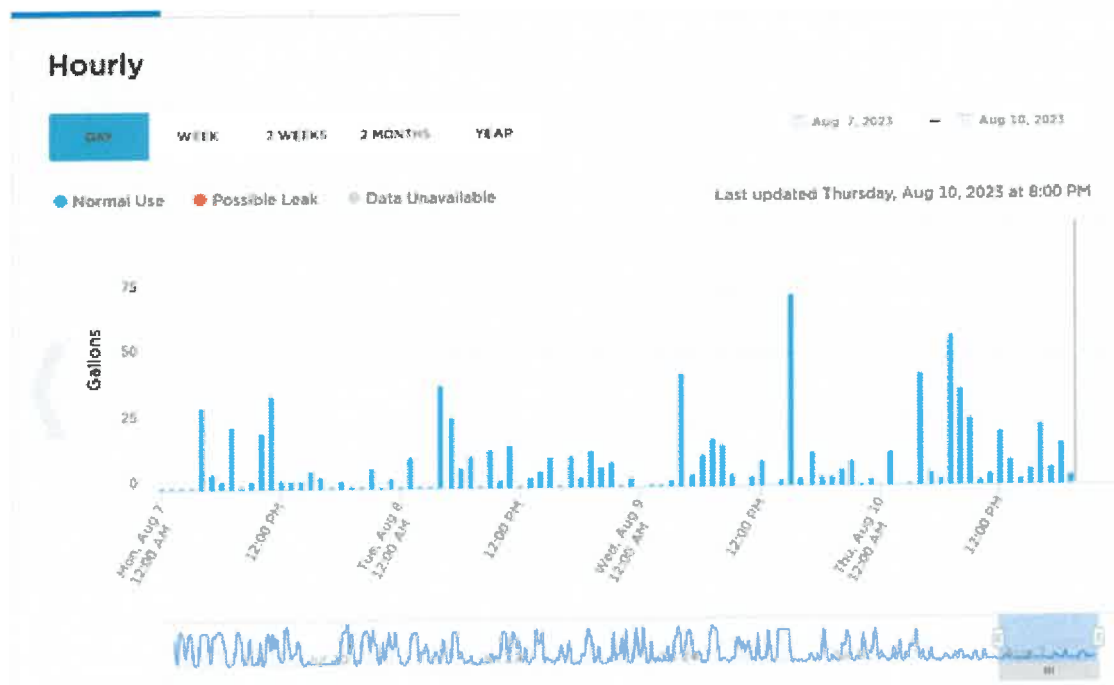 Hourly
DAY WEEK 2 WEEKS 2 MONTHS YEAR
Aug 7, 2023 – Aug 10, 2023
Normal Use Possible Leak Data Unavailable
Last updated Thursday, Aug 10, 2023 at 8:00 PM
75
50
25
0
Gallons
Mon, Aug 7
12:00 AM
12:00 PM
Tue, Aug 8
12:00 AM
12:00 PM
Wed, Aug 9
12:00 AM
12:00 PM
Thu, Aug 10
12:00 AM
12:00 PM